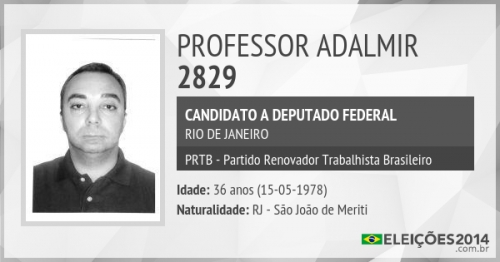 PROFESSOR ADALMIR
2829
CANDIDATO A DEPUTADO FEDERAL
RIO DE JANEIRO
PRTB - Partido Renovador Trabalhista Brasileiro
Idade: 36 anos (15-05-1978)
Naturalidade: RJ - São João de Meriti
ELEIÇÕES2014
.com.br